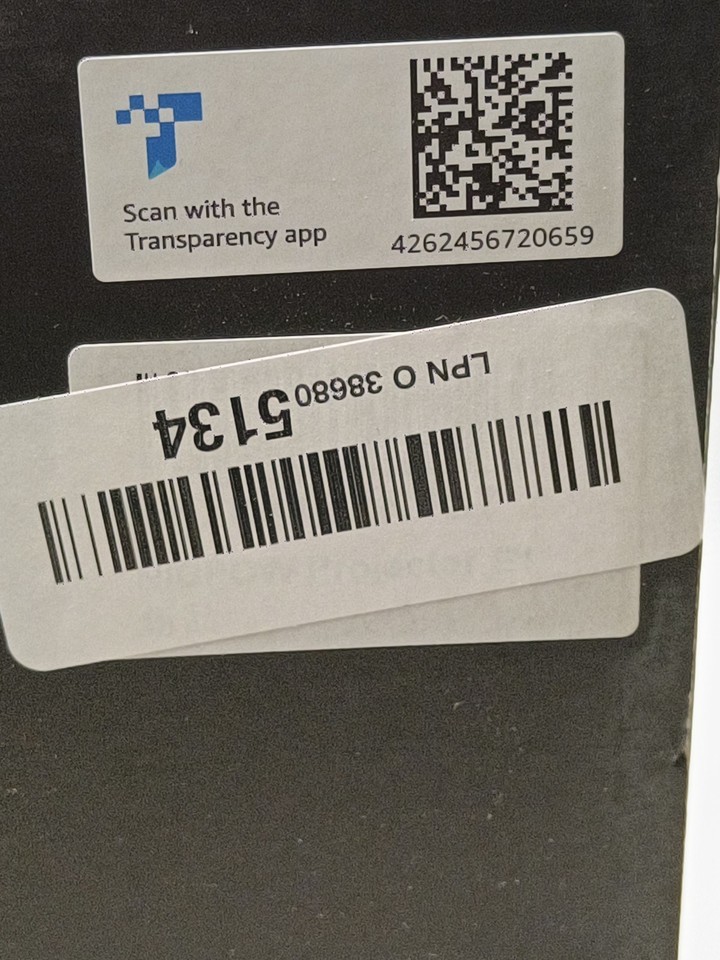 Scan with the
Transparency app
4262456720659
LPN O 38680 5134